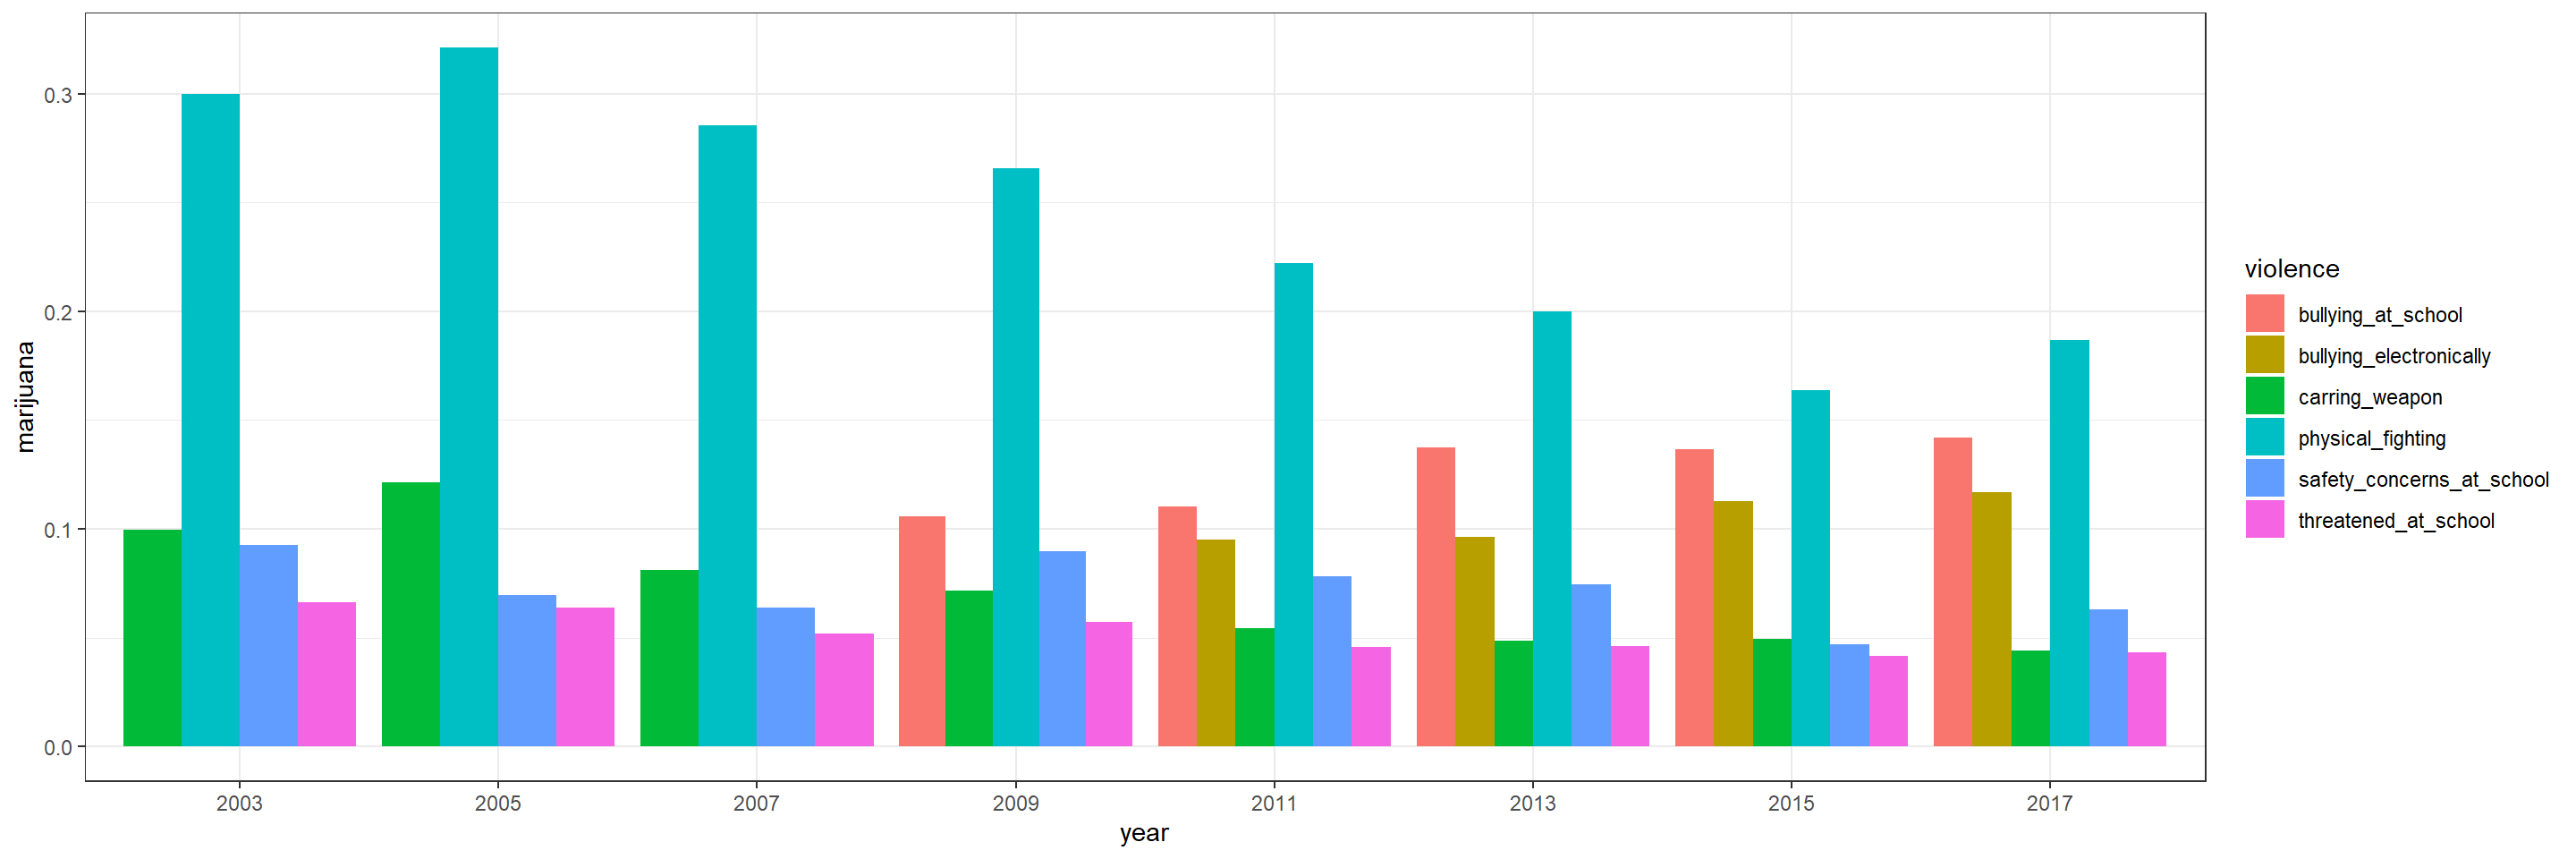 0.3
0.2
0.1
0.0
marijuana
2003 2005 2007 2009 2011 2013 2015 2017
year
violence
bullying_at_school
bullying_electronically
carring_weapon
physical_fighting
safety_concerns_at_school
threatened_at_school